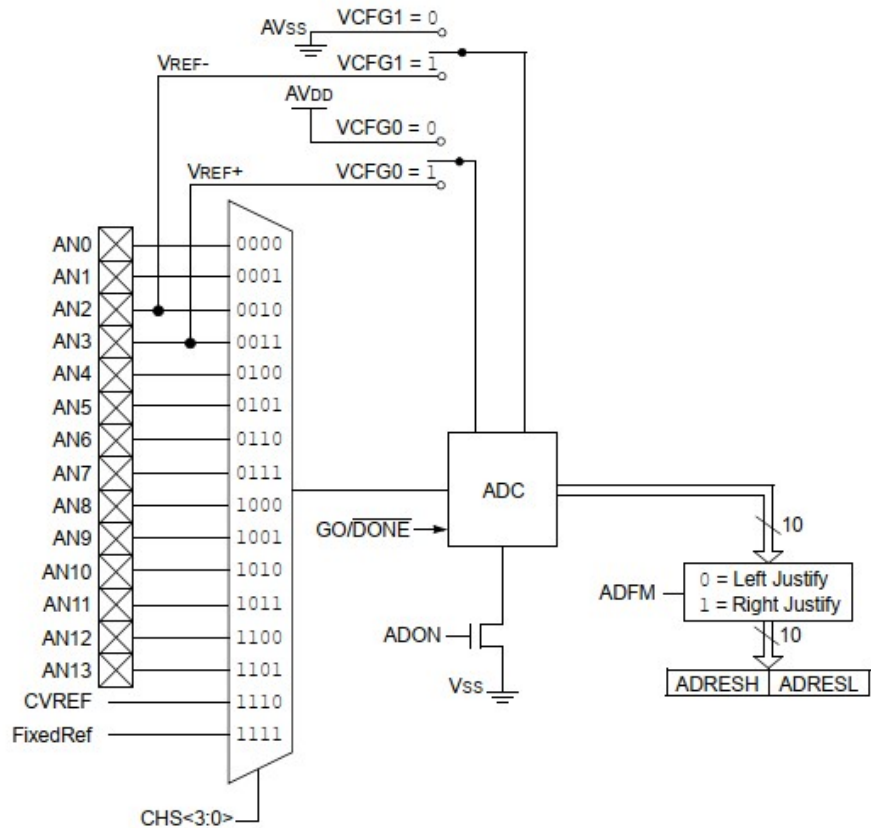 VCFG1 = 0
AVSS
VREF-
VCFG1 = 1
AVDD
VCFG0 = 0
VREF+
VCFG0 = 1
AN0
0000
AN1
0001
AN2
0010
AN3
0011
AN4
0100
AN5
0101
AN6
0110
AN7
0111
AN8
1000
AN9
1001
AN10
1010
AN11
1011
AN12
1100
AN13
1101
CVREF
1110
FixedRef
1111
CHS<3:0>
ADC
GO/DONE
ADON
VSS
10
ADFM
0 = Left Justify
1 = Right Justify
10
ADRESH
ADRESL